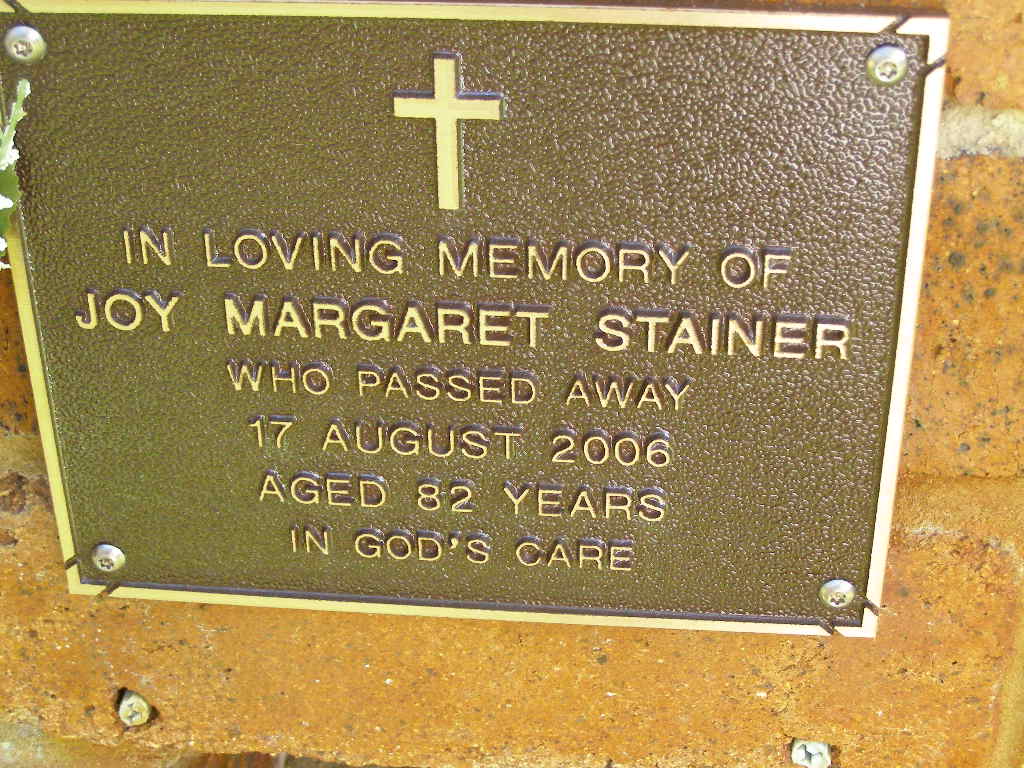 IN LOVING MEMORY OF
JOY MARGARET STAINER
WHO PASSED AWAY
17 AUGUST 2006
AGED 82 YEARS
IN GOD'S CARE